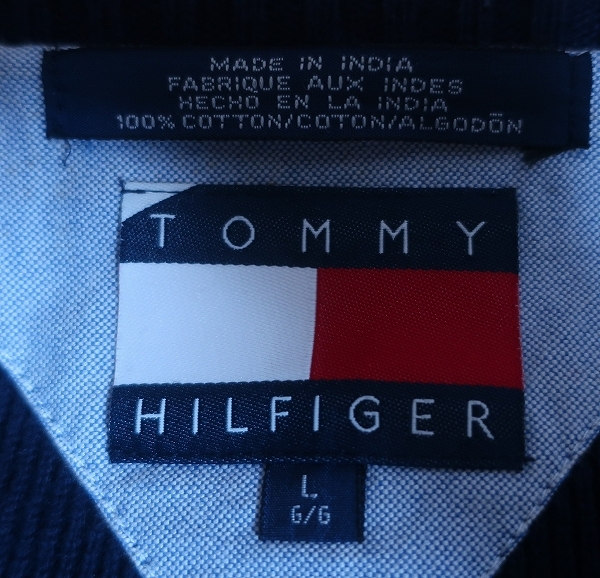 MADE IN INDIA
FABRIQUE AUX INDES
HECHO EN LA INDIA
100% COTTON/COTON/ALGODÓN
TOMMY
HILFIGER
L
G/G